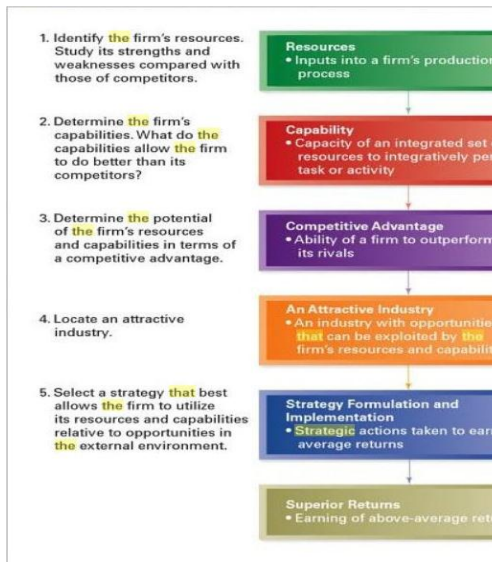 1. Identify the firm's resources.
Study its strengths and
weaknesses compared with
those of competitors.
Resources
• Inputs into a firm's production
process
2. Determine the firm's
capabilities. What do the
capabilities allow the firm
to do better than its
competitors?
Capability
• Capacity of an integrated set
resources to integratively per
task or activity
3. Determine the potential
of the firm's resources
and capabilities in terms of
a competitive advantage.
Competitive Advantage
• Ability of a firm to outperform
its rivals
4. Locate an attractive
industry.
An Attractive Industry
• An industry with opportunitie
that can be exploited by the
firm's resources and capabilit
5. Select a strategy that best
allows the firm to utilize
its resources and capabilities
relative to opportunities in
the external environment.
Strategy Formulation and
Implementation
• Strategic actions taken to earn
average returns
Superior Returns
• Earning of above-average ret